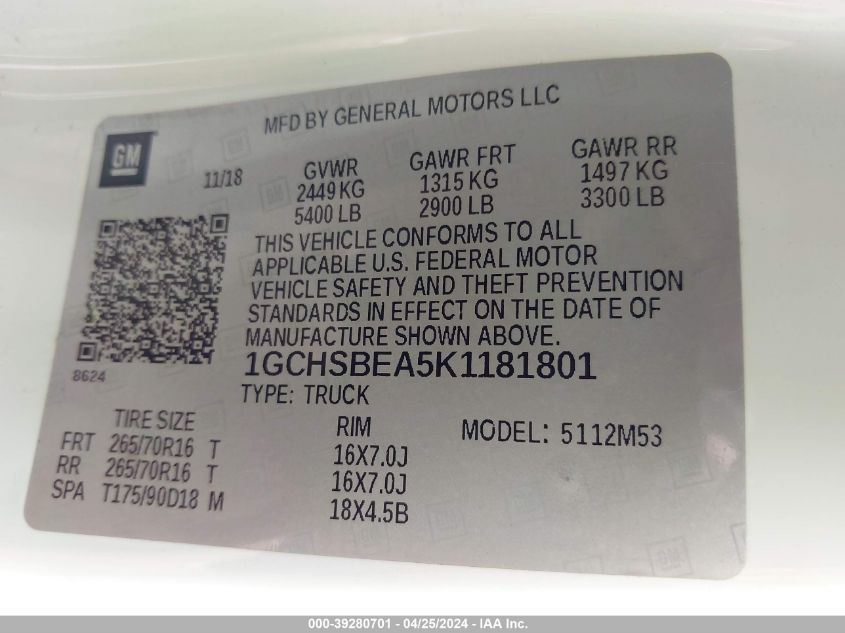 MFD BY GENERAL MOTORS LLC
GM
11/18
GVWR
2449 KG
5400 LB
GAWR FRT
1315 KG
2900 LB
GAWR RR
1497 KG
3300 LB
THIS VEHICLE CONFORMS TO ALL
APPLICABLE U.S. FEDERAL MOTOR
VEHICLE SAFETY AND THEFT PREVENTION
STANDARDS IN EFFECT ON THE DATE OF
MANUFACTURE SHOWN ABOVE.
8624
1GCHSBEA5K1181801
TYPE: TRUCK
TIRE SIZE RIM MODEL: 5112M53
FRT 265/70R16 T 16X7.0J
RR 265/70R16 T 16X7.0J
SPA T175/90D18 M 18X4.5B
000-39280701 - 04/25/2024 - IAA Inc.